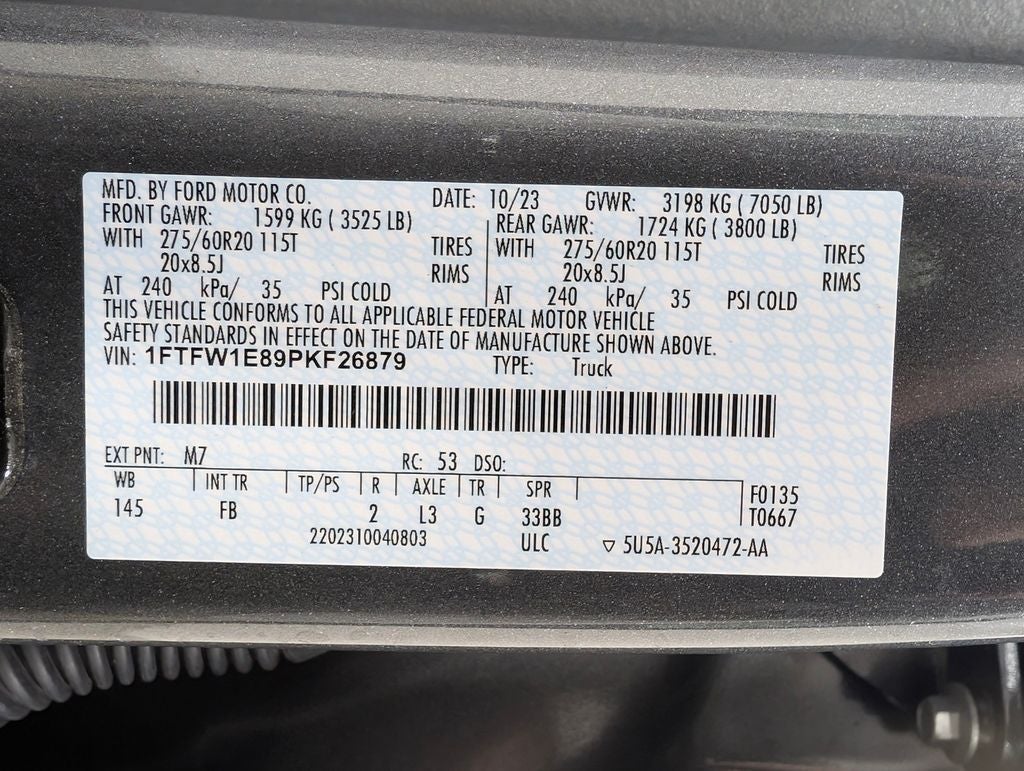 MFD. BY FORD MOTOR CO. DATE: 10/23 GVWR: 3198 KG ( 7050 LB)
FRONT GAWR: 1599 KG ( 3525 LB) REAR GAWR: 1724 KG ( 3800 LB)
WITH 275/60R20 115T TIRES WITH 275/60R20 115T TIRES
20x8.5J RIMS 20x8.5J RIMS
AT 240 kPa/ 35 PSI COLD AT 240 kPa/ 35 PSI COLD
THIS VEHICLE CONFORMS TO ALL APPLICABLE FEDERAL MOTOR VEHICLE
SAFETY STANDARDS IN EFFECT ON THE DATE OF MANUFACTURE SHOWN ABOVE.
VIN: 1FTFW1E89PKF26879 TYPE: Truck
EXT PNT: M7 RC: 53 DSO:
WB INT TR TP/PS R AXLE TR SPR F0135
145 FB 2 L3 G 33BB T0667
2202310040803 ULC ▽ 5U5A-3520472-AA